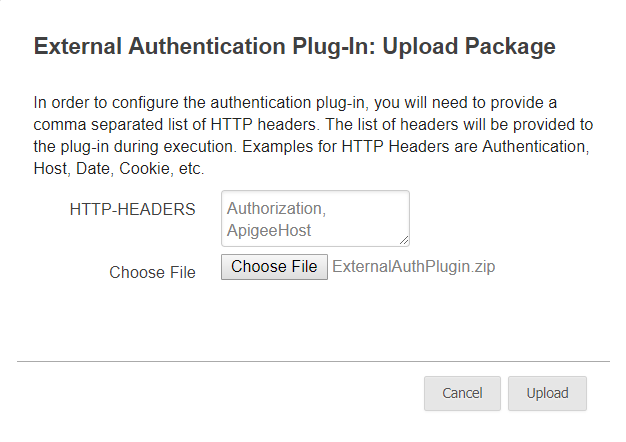 External Authentication Plug-In: Upload Package
In order to configure the authentication plug-in, you will need to provide a
comma separated list of HTTP headers. The list of headers will be provided to
the plug-in during execution. Examples for HTTP Headers are Authentication,
Host, Date, Cookie, etc.
HTTP-HEADERS
Authorization,
ApigeeHost
Choose File
Choose File ExternalAuthPlugin.zip
Cancel Upload